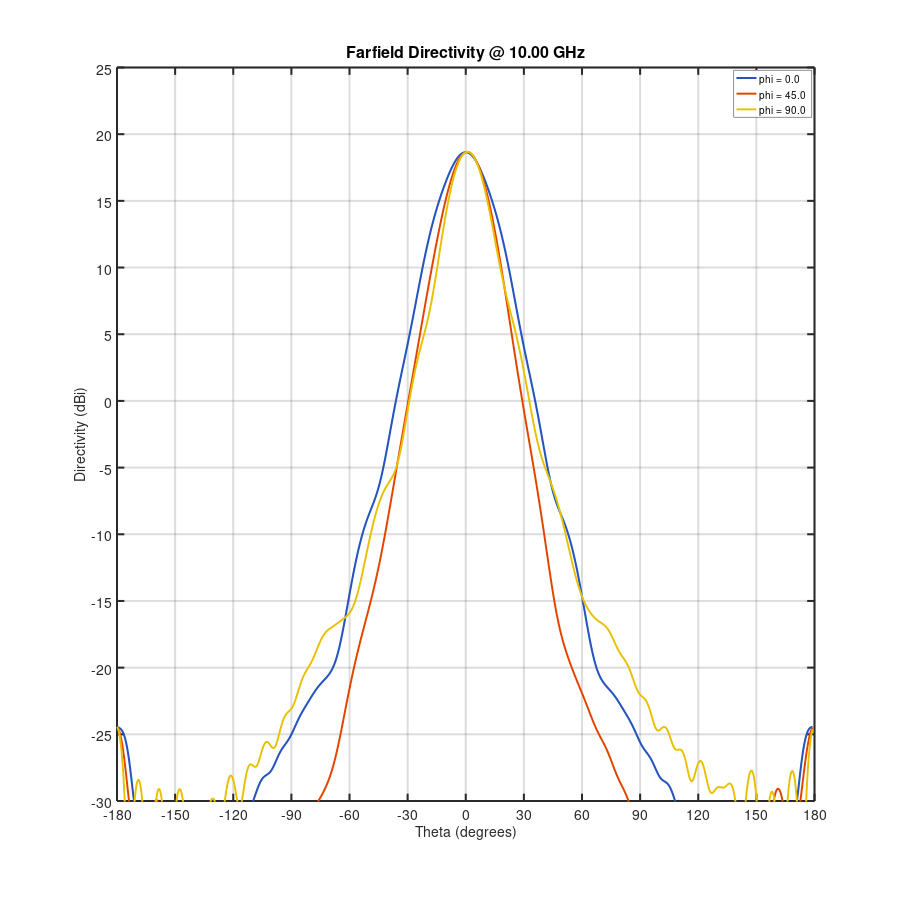 Farfield Directivity @ 10.00 GHz
phi = 0.0
phi = 45.0
phi = 90.0
25
20
15
10
5
0
-5
-10
-15
-20
-25
-30
Directivity (dBi)
-180 -150 -120 -90 -60 -30 0 30 60 90 120 150 180
Theta (degrees)